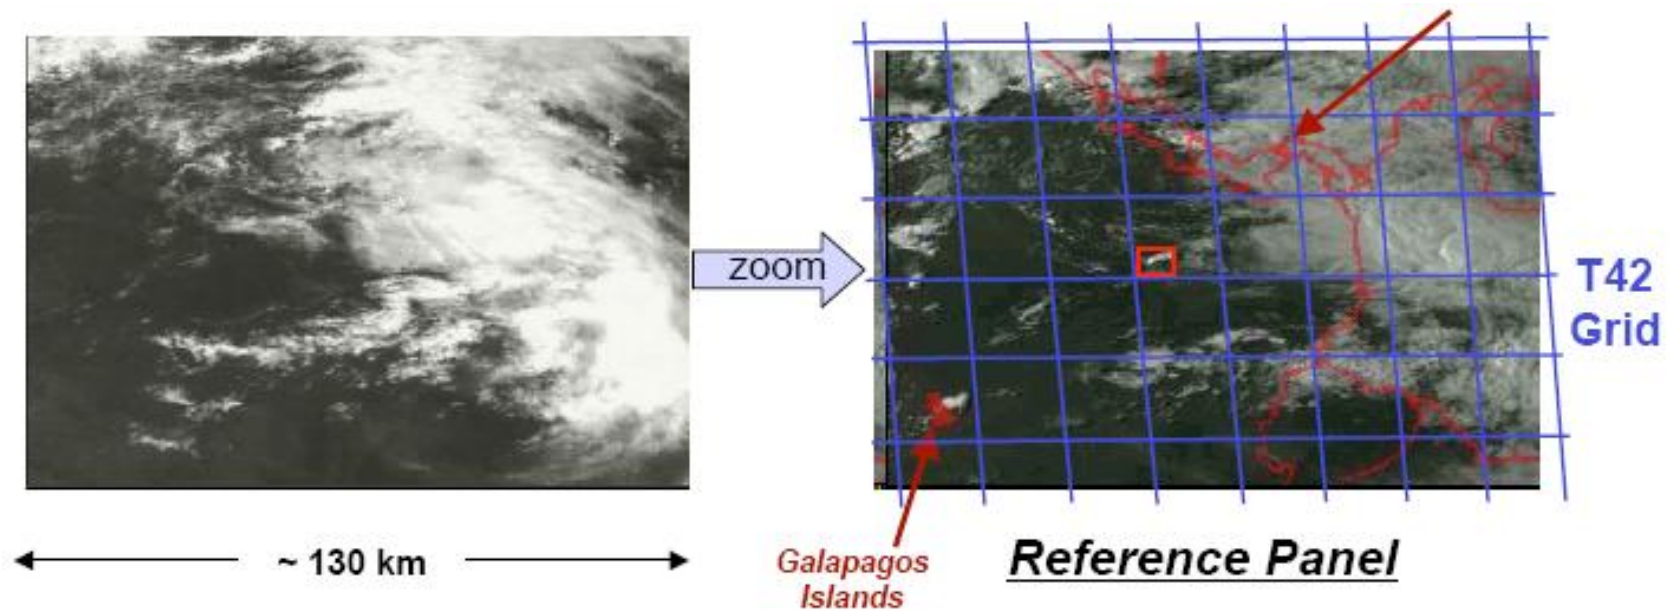 zoom
T42
Grid
~ 130 km
Galapagos
Islands
Reference Panel